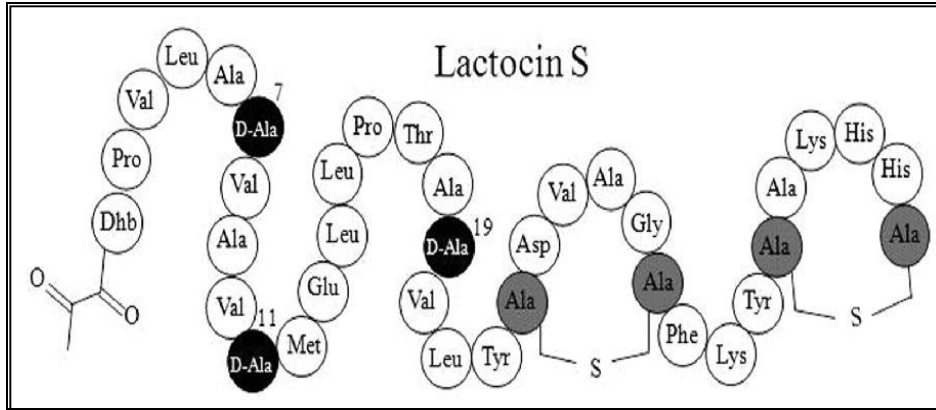 Lactocin S
O
O
Dhb
Pro
Val
Leu
Ala
7
D-Ala
Val
Ala
Val
11
D-Ala
Met
Glu
Leu
Leu
Pro
Thr
Ala
19
D-Ala
Val
Leu
Tyr
Ala
Asp
Val
Ala
Gly
Ala
S
Phe
Lys
Tyr
Ala
Ala
Lys
His
His
Ala
S